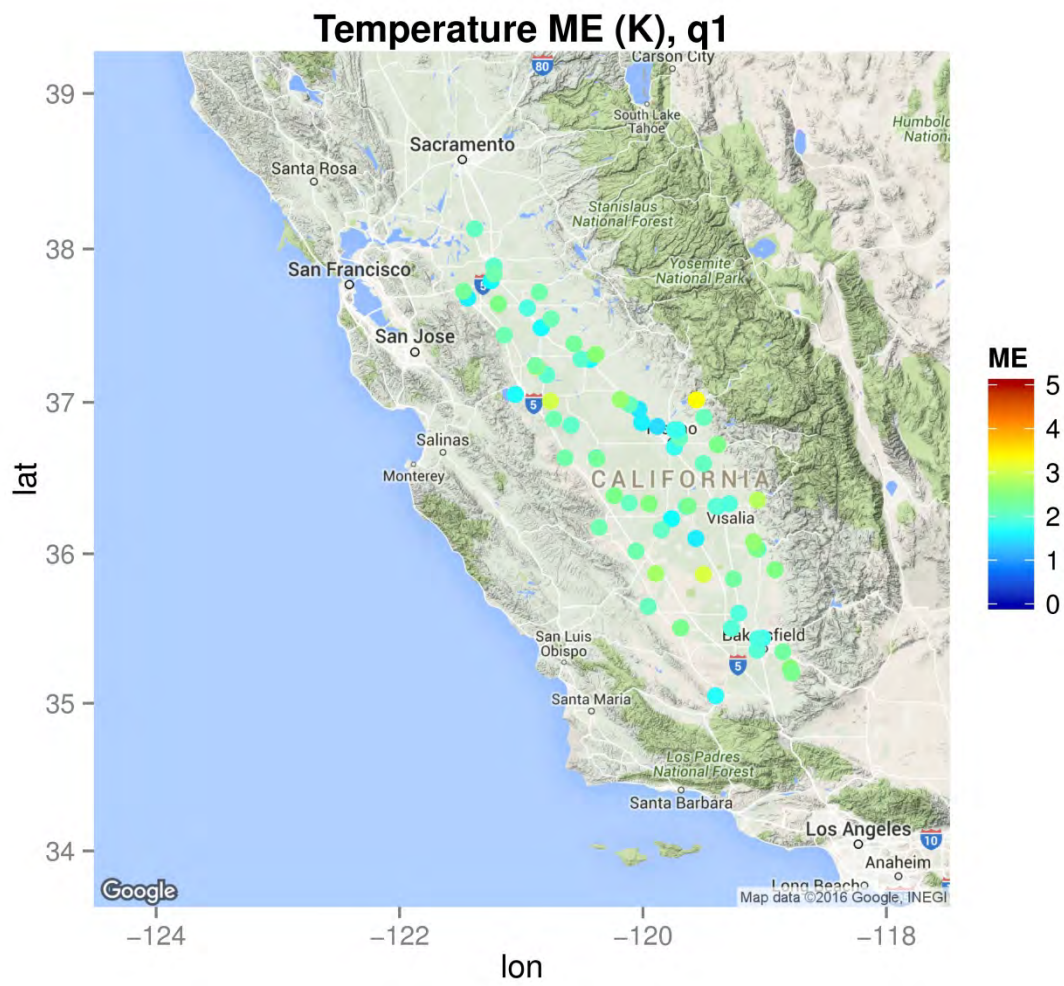 Temperature ME (K), q1
39
38
37
36
35
34
lat
−124
−122
−120
−118
lon
80
Carson City
South Lake
Tahoe
Sacramento
Santa Rosa
Stanislaus
National Forest
San Francisco
5
Yosemite
National Park
San Jose
5
Salinas
Monterey
CALIFORNIA
Visalia
San Luis
Obispo
5
Santa Maria
Los Padres
National Forest
Santa Barbara
Los Angeles
10
Anaheim
Long Beach
Google
Map data ©2016 Google, INEGI
ME
5
4
3
2
1
0